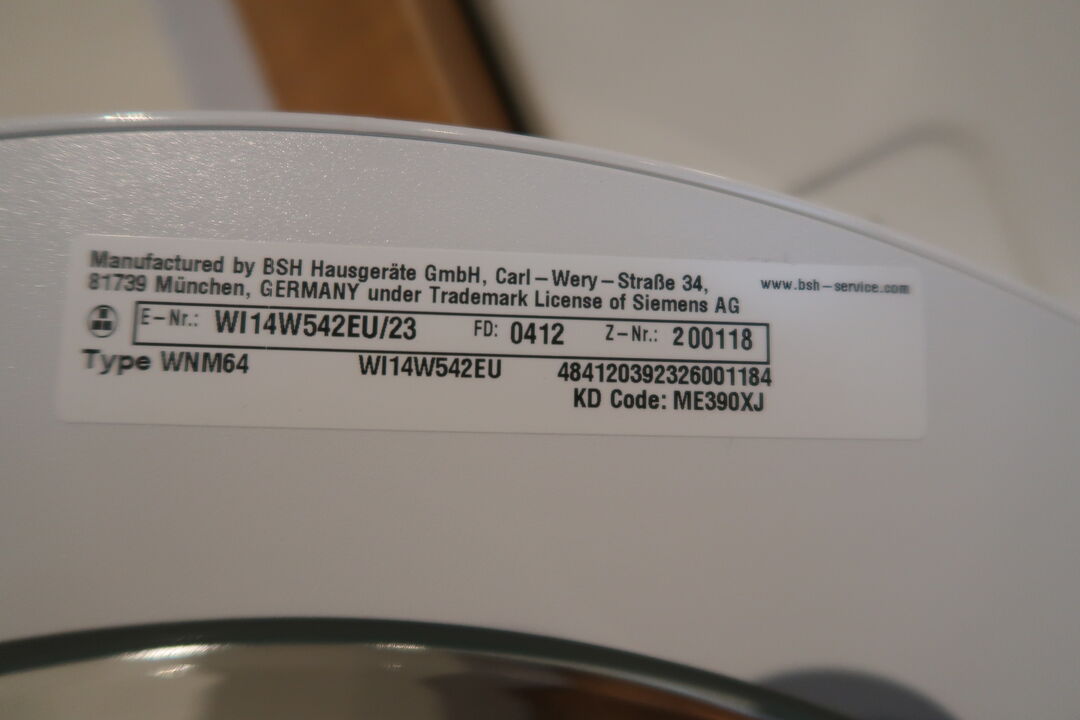 Manufactured by BSH Hausgeräte GmbH, Carl-Wery-Straße 34,
81739 München, GERMANY under Trademark License of Siemens AG
www.bsh-service.com
E-Nr.: WI14W542EU/23 FD: 0412 Z-Nr.: 200118
Type WNM64 WI14W542EU 484120392326001184
KD Code: ME390XJ